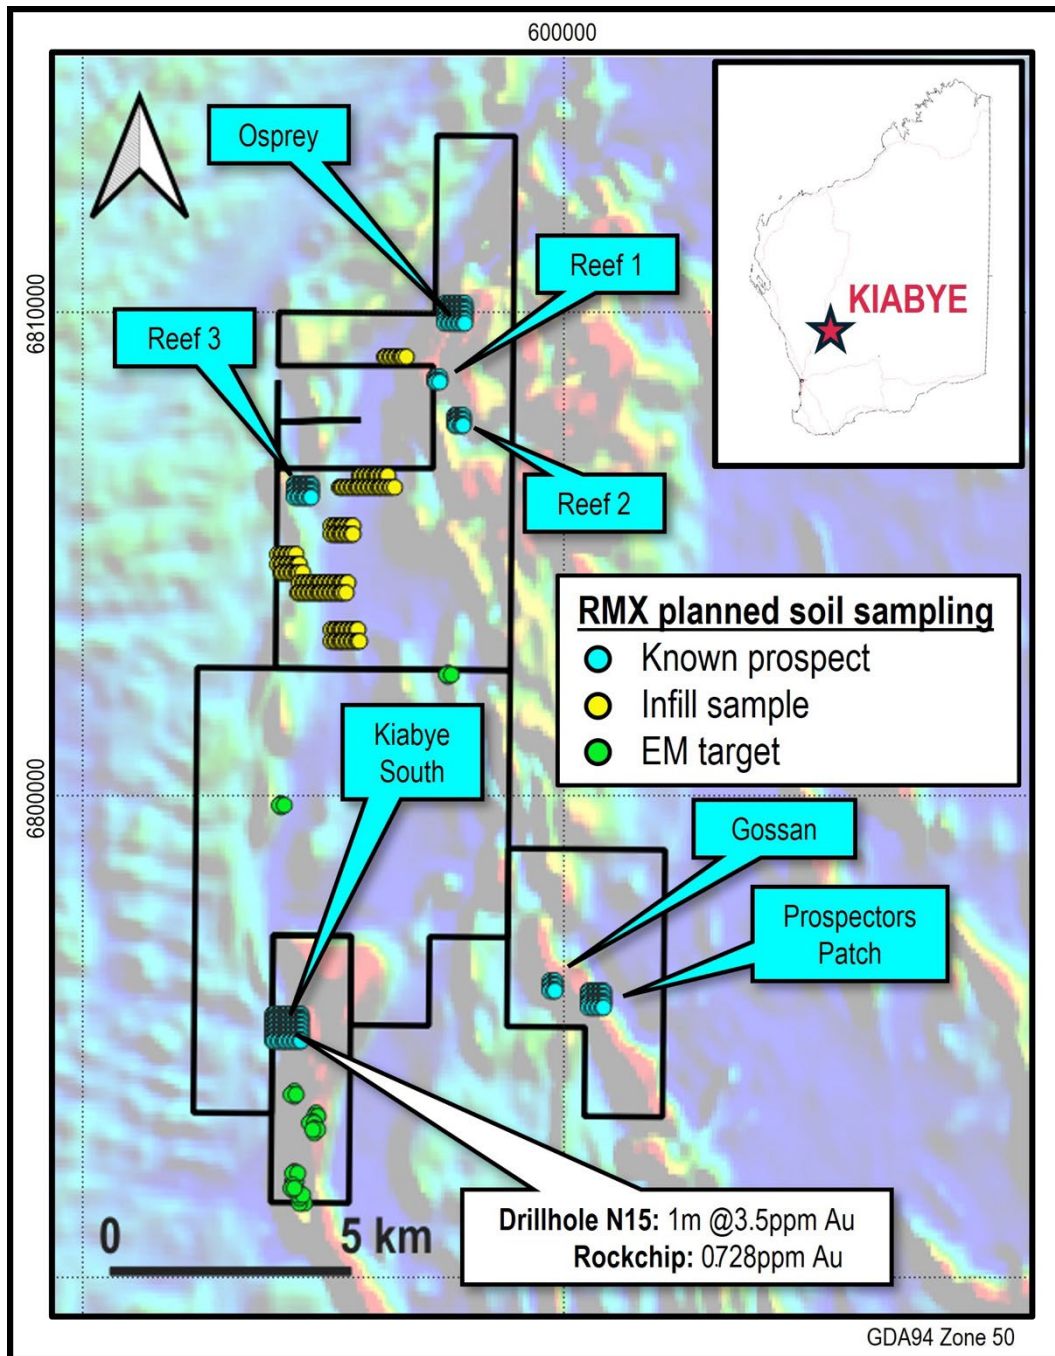 600000
Osprey
Reef 1
KIABYE
6810000
Reef 3
Reef 2
RMX planned soil sampling
Known prospect
Infill sample
EM target
Kiabye
South
6800000
Gossan
Prospectors
Patch
Drillhole N15: 1m @3.5ppm Au
Rockchip: 0.728ppm Au
0 5 km
GDA94 Zone 50